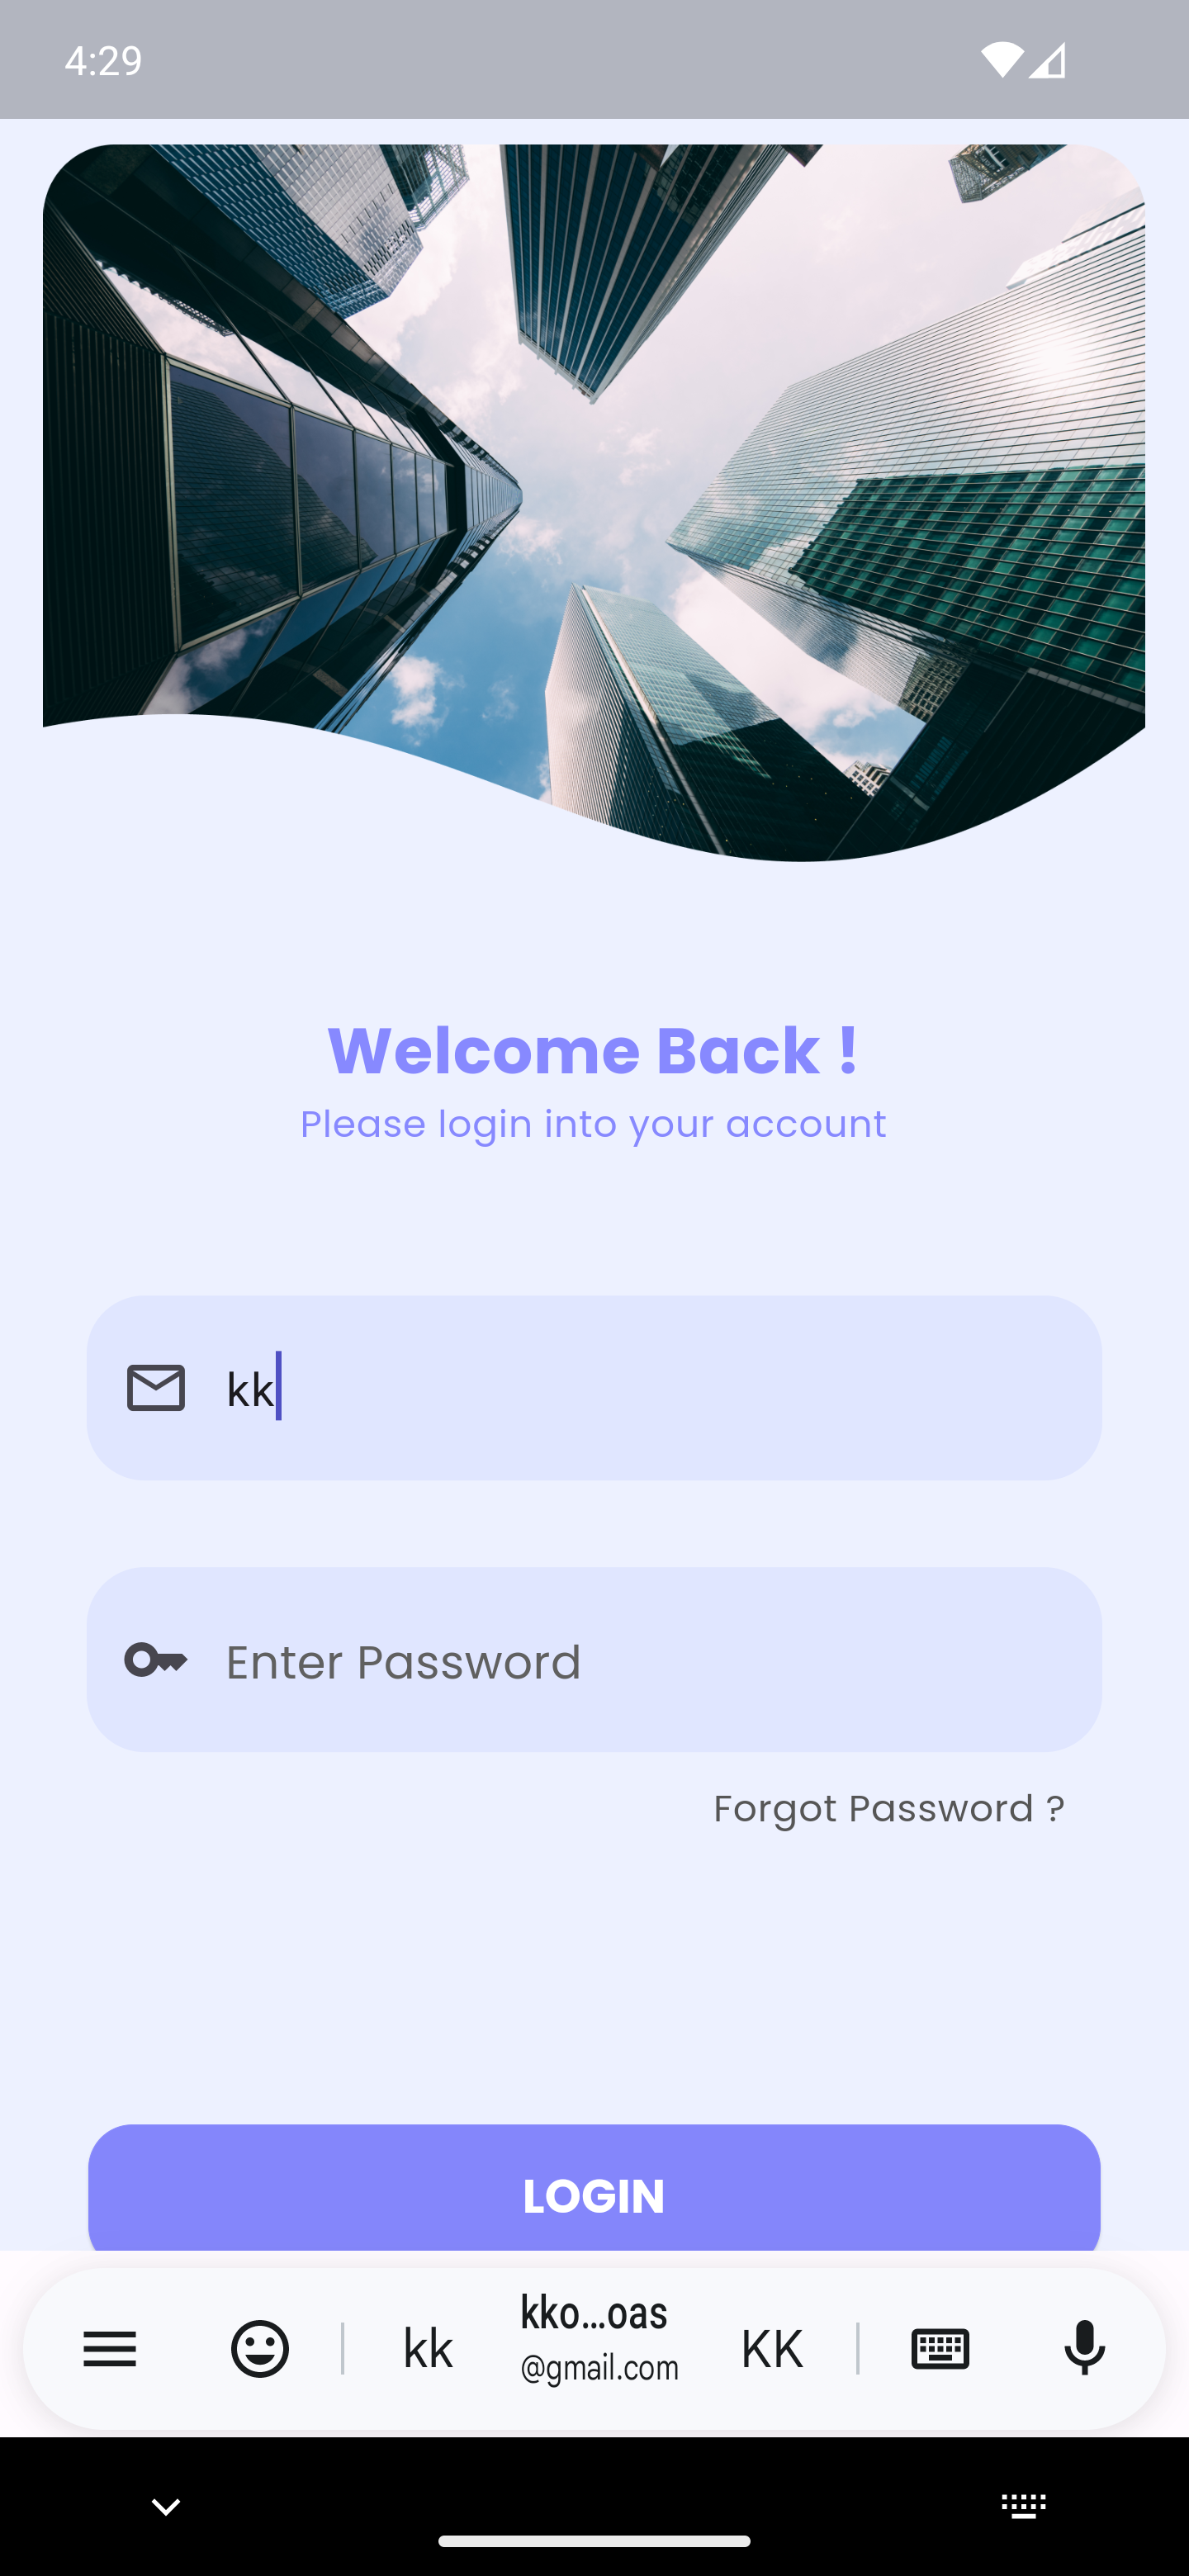 4:29
Welcome Back !
Please login into your account
kk
Enter Password
Forgot Password ?
LOGIN
kk
kko...oas
@gmail.com
KK